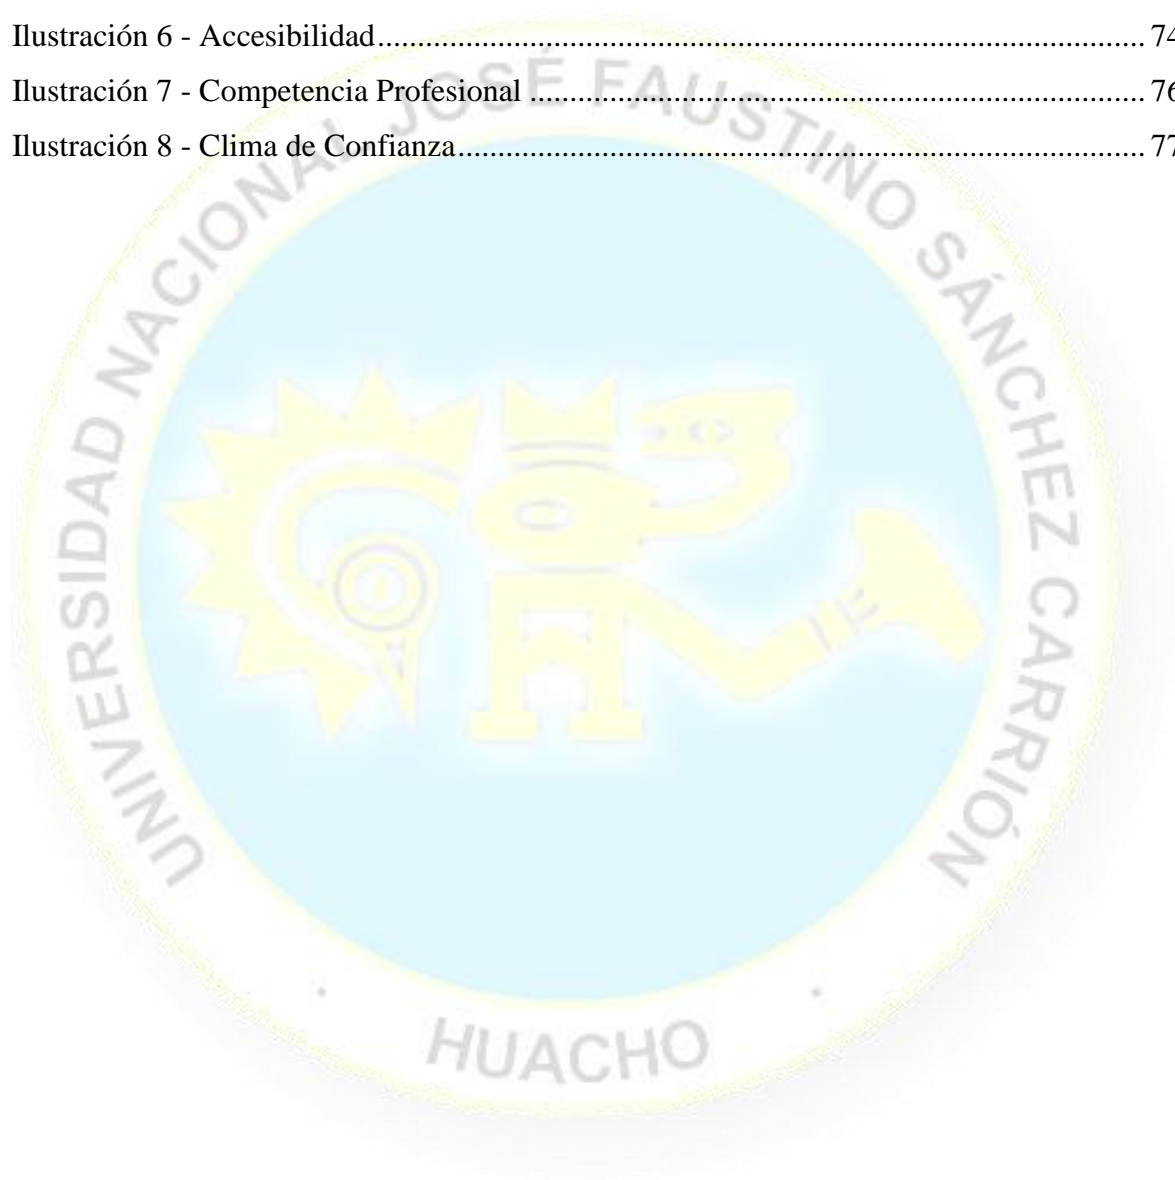 Ilustración 6 - Accesibilidad.......................................................................................................... 74
Ilustración 7 - Competencia Profesional ..................................................................................... 76
Ilustración 8 - Clima de Confianza............................................................................................... 77
UNIVERSIDAD NACIONAL JOSÉ FAUSTINO SÁNCHEZ CARRIÓN
HUACHO